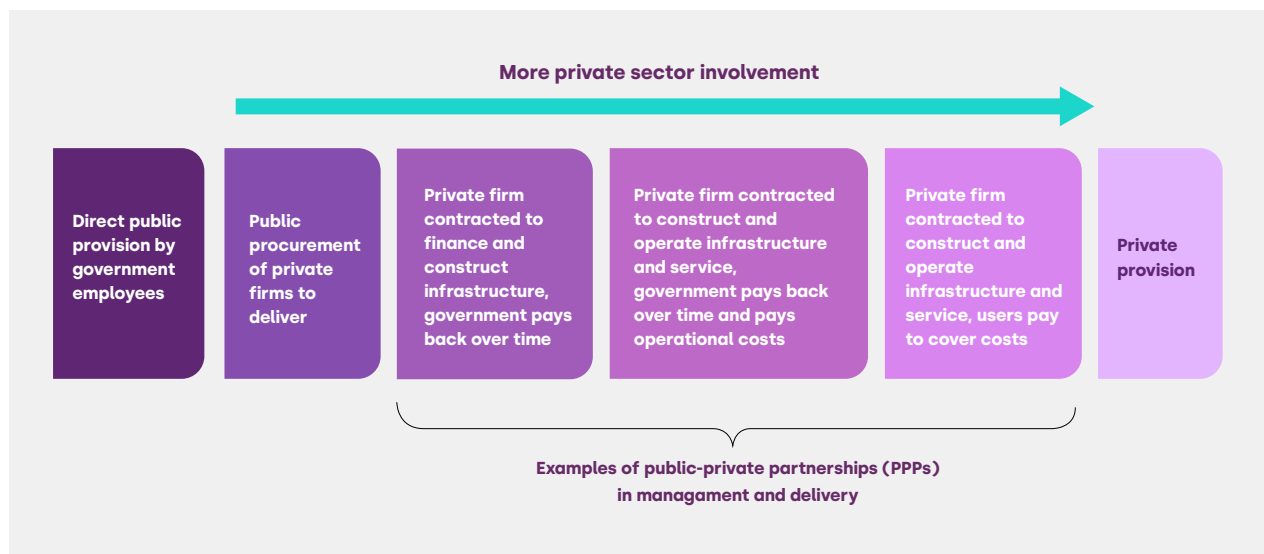 More private sector involvement
Direct public
provision by
government
employees
Public
procurement
of private
firms to
deliver
Private firm
contracted to
finance and
construct
infrastructure,
government pays
back over time
Private firm contracted
to construct and
operate infrastructure
and service,
government pays back
over time and pays
operational costs
Private firm
contracted to
construct and
operate
infrastructure and
service, users pay
to cover costs
Private
provision
Examples of public-private partnerships (PPPs)
in managament and delivery